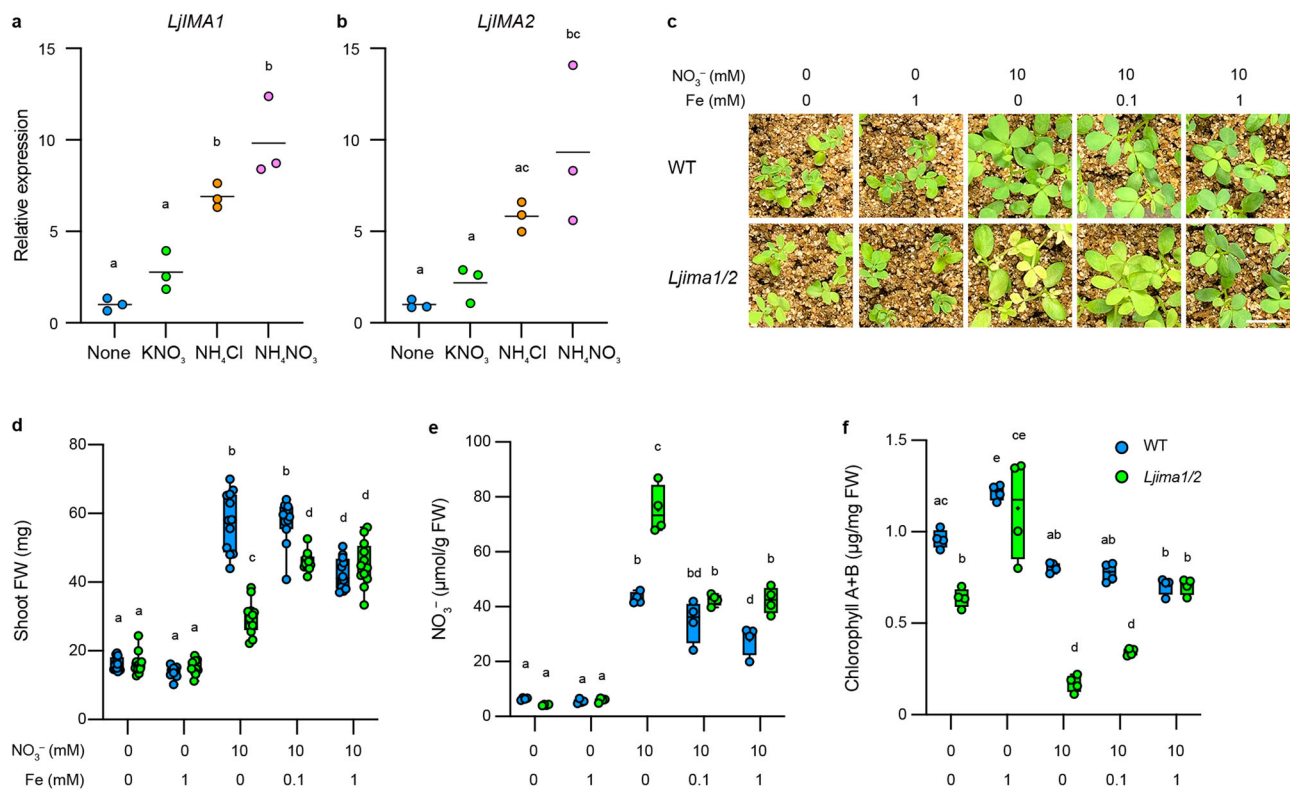 a
LjIMA1
Relative expression
15
10
5
0
a
a
b
b
None
KNO₃
NH₄Cl
NH₄NO₃
b
LjIMA2
15
10
5
0
a
a
ac
bc
None
KNO₃
NH₄Cl
NH₄NO₃
c
NO₃⁻ (mM) 0 0 10 10 10
Fe (mM) 0 1 0 0.1 1
WT
Ljima1/2
d
Shoot FW (mg)
80
60
40
20
0
a a a a b c b d d d
NO₃⁻ (mM) 0 0 10 10 10
Fe (mM) 0 1 0 0.1 1
e
NO₃⁻ (µmol/g FW)
100
80
60
40
20
0
a a a a b c bd b d b
0 0 10 10 10
0 1 0 0.1 1
f
Chlorophyll A+B (µg/mg FW)
1.5
1.0
0.5
0
ac b e ce ab d ab d b b
WT
Ljima1/2
0 0 10 10 10
0 1 0 0.1 1